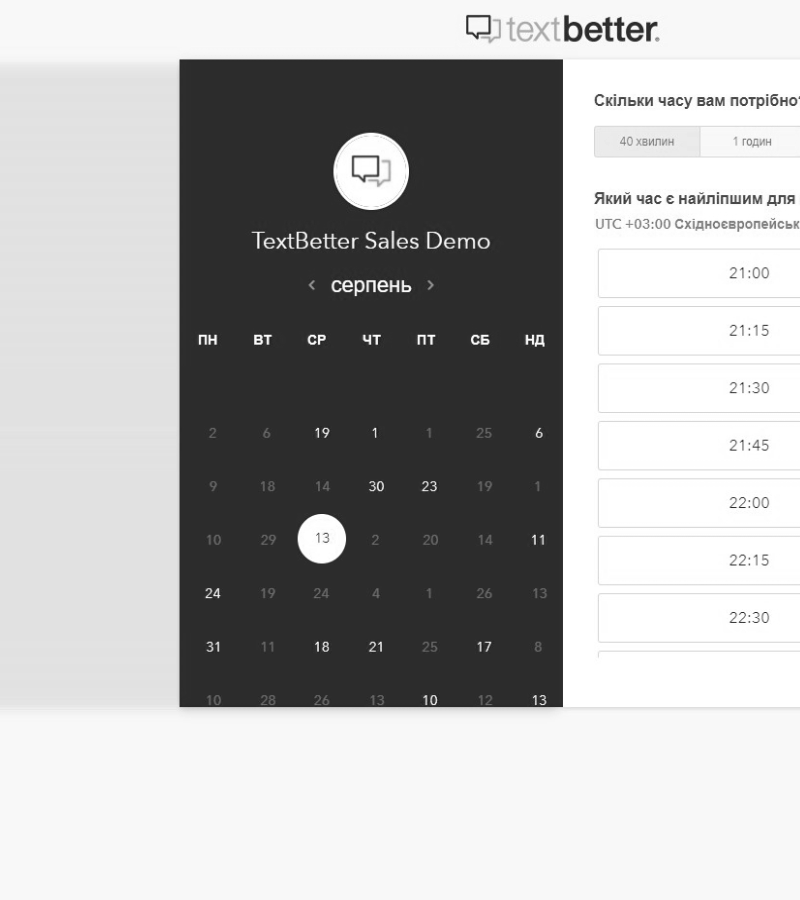 textbetter.
TextBetter Sales Demo
серпень
ПН ВТ СР ЧТ ПТ СБ НД
2 6 19 1 1 25 6
9 18 14 30 23 19 1
10 29 13 2 20 14 11
24 19 24 4 1 26 13
31 11 18 21 25 17 8
10 28 26 13 10 12 13
Скільки часу вам потрібно?
40 хвилин 1 годин
Який час є найліпшим для
UTC +03:00 Східноєвропейськ
21:00
21:15
21:30
21:45
22:00
22:15
22:30